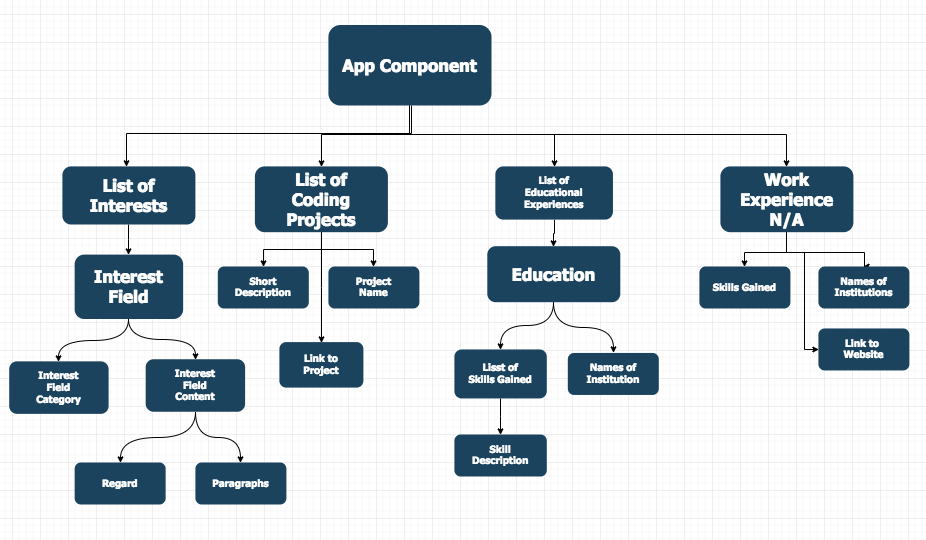 App Component
List of
Interests
List of
Coding
Projects
List of
Educational
Experiences
Work
Experience
N/A
Interest
Field
Short
Description
Project
Name
Education
Skills Gained
Names of
Institutions
Link to
Project
Link to
Website
Interest
Field
Category
Interest
Field
Content
Lisst of
Skills Gained
Names of
Institution
Skill
Description
Regard
Paragraphs